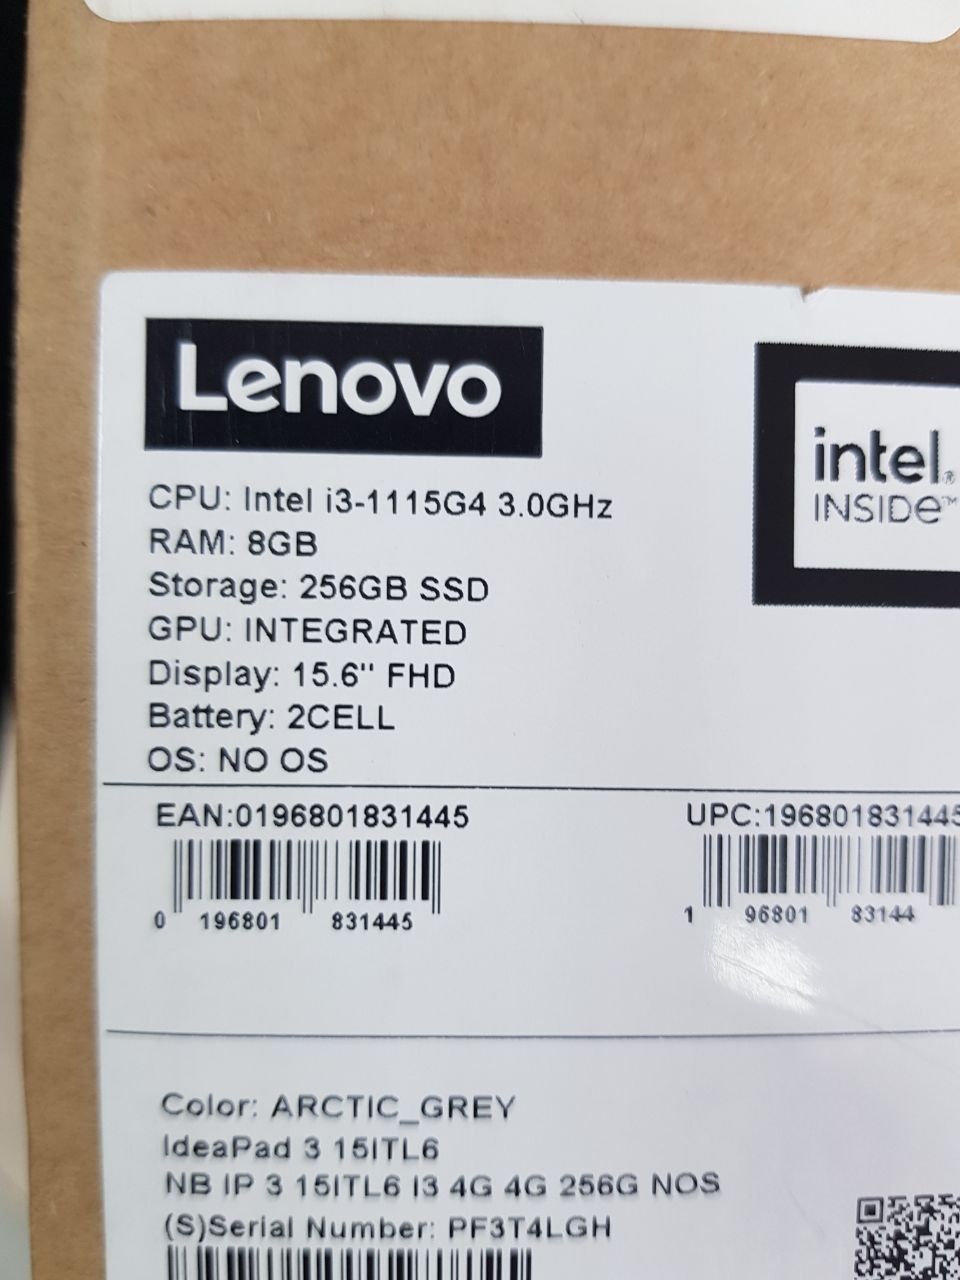 Lenovo
intel®
INSIDE™
CPU: Intel i3-1115G4 3.0GHz
RAM: 8GB
Storage: 256GB SSD
GPU: INTEGRATED
Display: 15.6" FHD
Battery: 2CELL
OS: NO OS
EAN:0196801831445
0 196801 831445
UPC:196801831445
1 96801 83144
Color: ARCTIC_GREY
IdeaPad 3 15ITL6
NB IP 3 15ITL6 I3 4G 4G 256G NOS
(S)Serial Number: PF3T4LGH